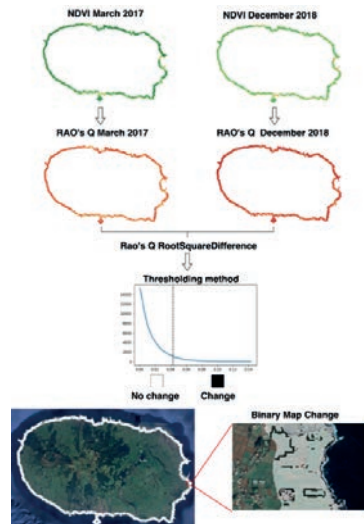 NDVI March 2017
NDVI December 2018
RAO's Q March 2017
RAO's Q December 2018
Rao's Q RootSquareDifference
Thresholding method
No change
Change
Binary Map Change